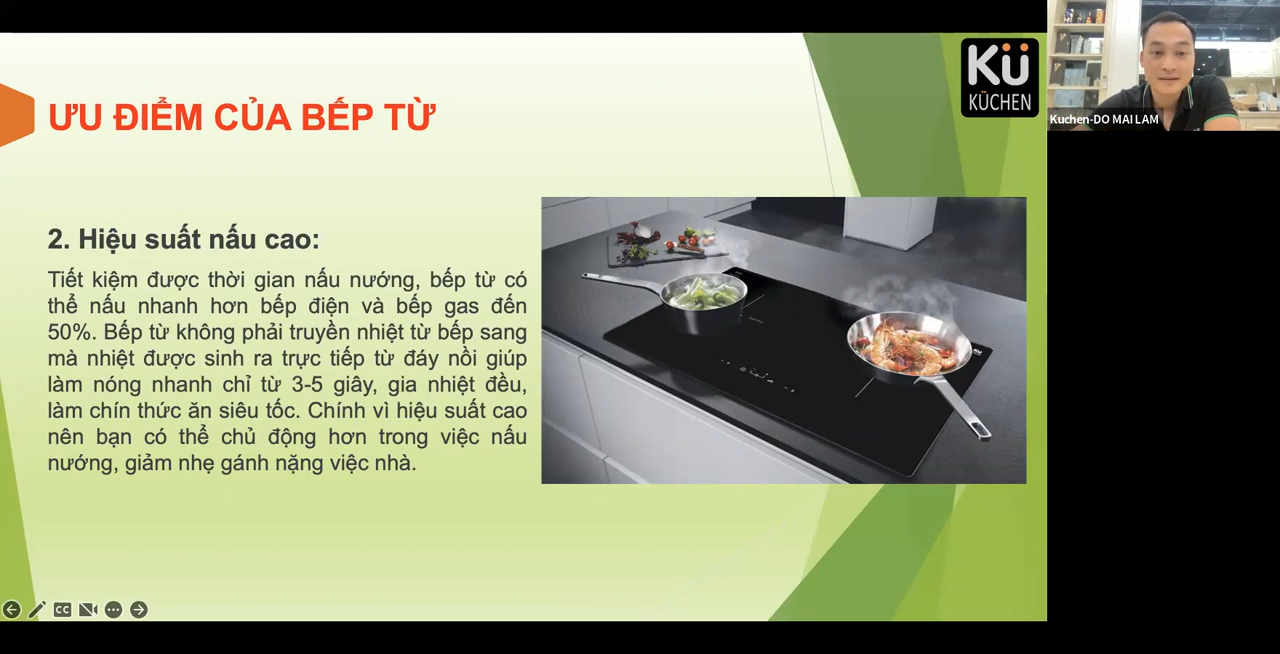 ƯU ĐIỂM CỦA BẾP TỪ
KÜ
KÜCHEN
Kuchen-DO MAI LAM
2. Hiệu suất nấu cao:
Tiết kiệm được thời gian nấu nướng, bếp từ có
thể nấu nhanh hơn bếp điện và bếp gas đến
50%. Bếp từ không phải truyền nhiệt từ bếp sang
mà nhiệt được sinh ra trực tiếp từ đáy nồi giúp
làm nóng nhanh chỉ từ 3-5 giây, gia nhiệt đều,
làm chín thức ăn siêu tốc. Chính vì hiệu suất cao
nên bạn có thể chủ động hơn trong việc nấu
nướng, giảm nhẹ gánh nặng việc nhà.
CC